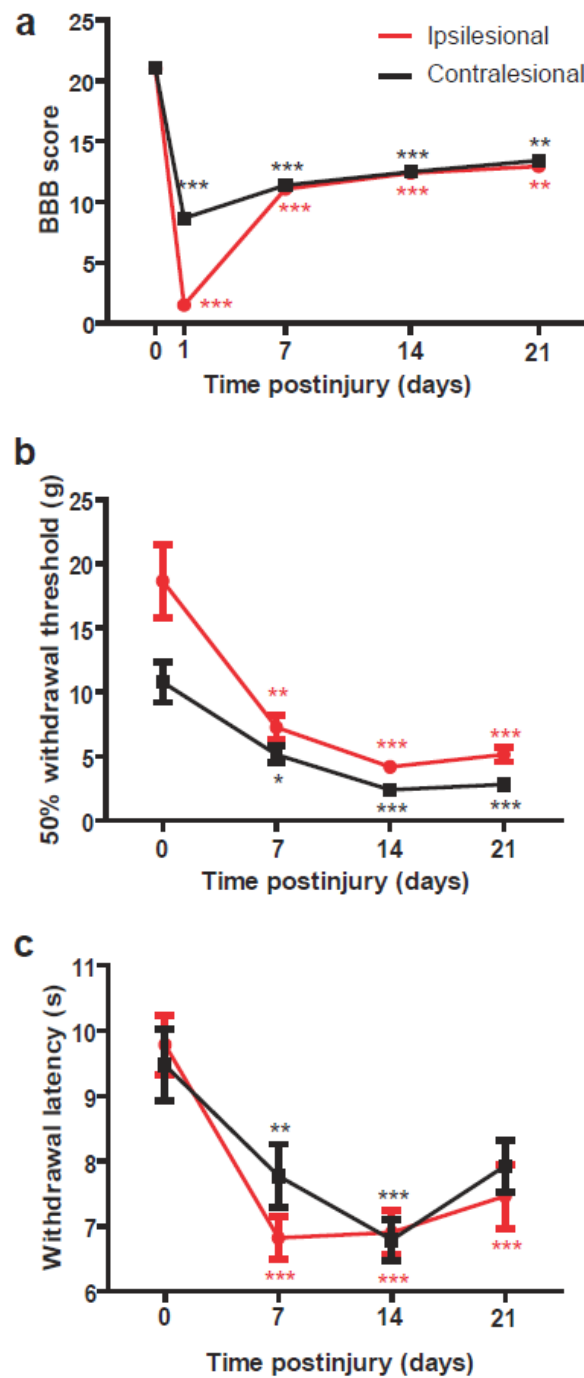 a
Ipsilesional
Contralesional
BBB score
25
20
15
10
5
0
***
***
***
**
***
***
***
**
0 1 7 14 21
Time postinjury (days)
b
50% withdrawal threshold (g)
25
20
15
10
5
0
**
***
***
*
***
***
0 7 14 21
Time postinjury (days)
c
Withdrawal latency (s)
11
10
9
8
7
6
**
***
***
***
***
0 7 14 21
Time postinjury (days)